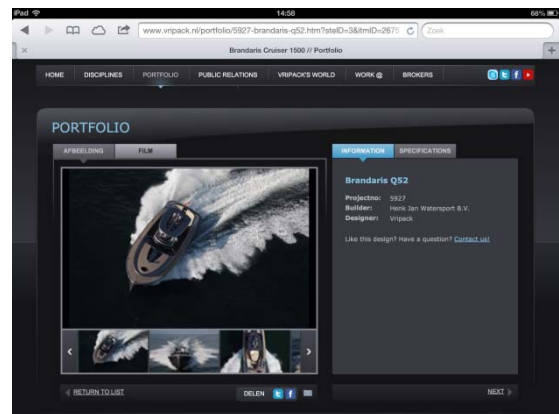 iPad 14:58 68%
www.vripack.nl/portfolio/5927-brandaris-q52.htm?steID=3&itmID=2675 Zoek
Brandaris Cruiser 1500 // Portfolio
HOME DISCIPLINES PORTFOLIO PUBLIC RELATIONS VRIPACK'S WORLD WORK @ BROKERS
PORTFOLIO
AFBEELDING FILM INFORMATION SPECIFICATIONS
Brandaris Q52
Projectno: 5927
Builder: Henk Jan Watersport B.V.
Designer: Vripack
Like this design? Have a question? Contact us!
RETURN TO LIST DELEN NEXT